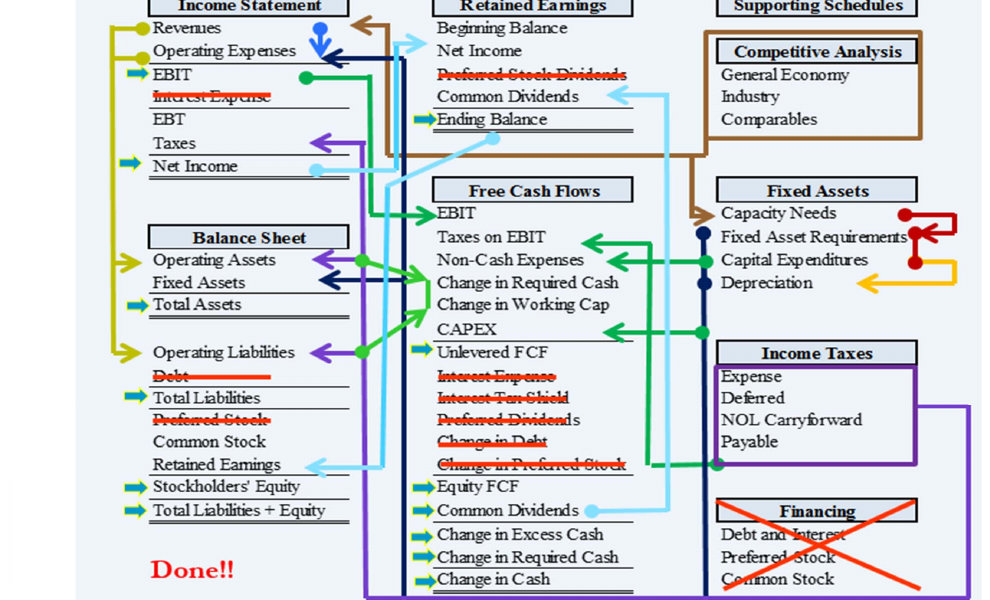 Income Statement
Revenues
Operating Expenses
EBIT
Interest Expense
EBT
Taxes
Net Income
Balance Sheet
Operating Assets
Fixed Assets
Total Assets
Operating Liabilities
Debt
Total Liabilities
Preferred Stock
Common Stock
Retained Earnings
Stockholders' Equity
Total Liabilities + Equity
Done!!
Retained Earnings
Beginning Balance
Net Income
Preferred Stock Dividends
Common Dividends
Ending Balance
Free Cash Flows
EBIT
Taxes on EBIT
Non-Cash Expenses
Change in Required Cash
Change in Working Cap
CAPEX
Unlevered FCF
Interest Expense
Interest Tax Shield
Preferred Dividends
Change in Debt
Change in Preferred Stock
Equity FCF
Common Dividends
Change in Excess Cash
Change in Required Cash
Change in Cash
Supporting Schedules
Competitive Analysis
General Economy
Industry
Comparables
Fixed Assets
Capacity Needs
Fixed Asset Requirements
Capital Expenditures
Depreciation
Income Taxes
Expense
Deferred
NOL Carryforward
Payable
Financing
Debt and Interest
Preferred Stock
Common Stock